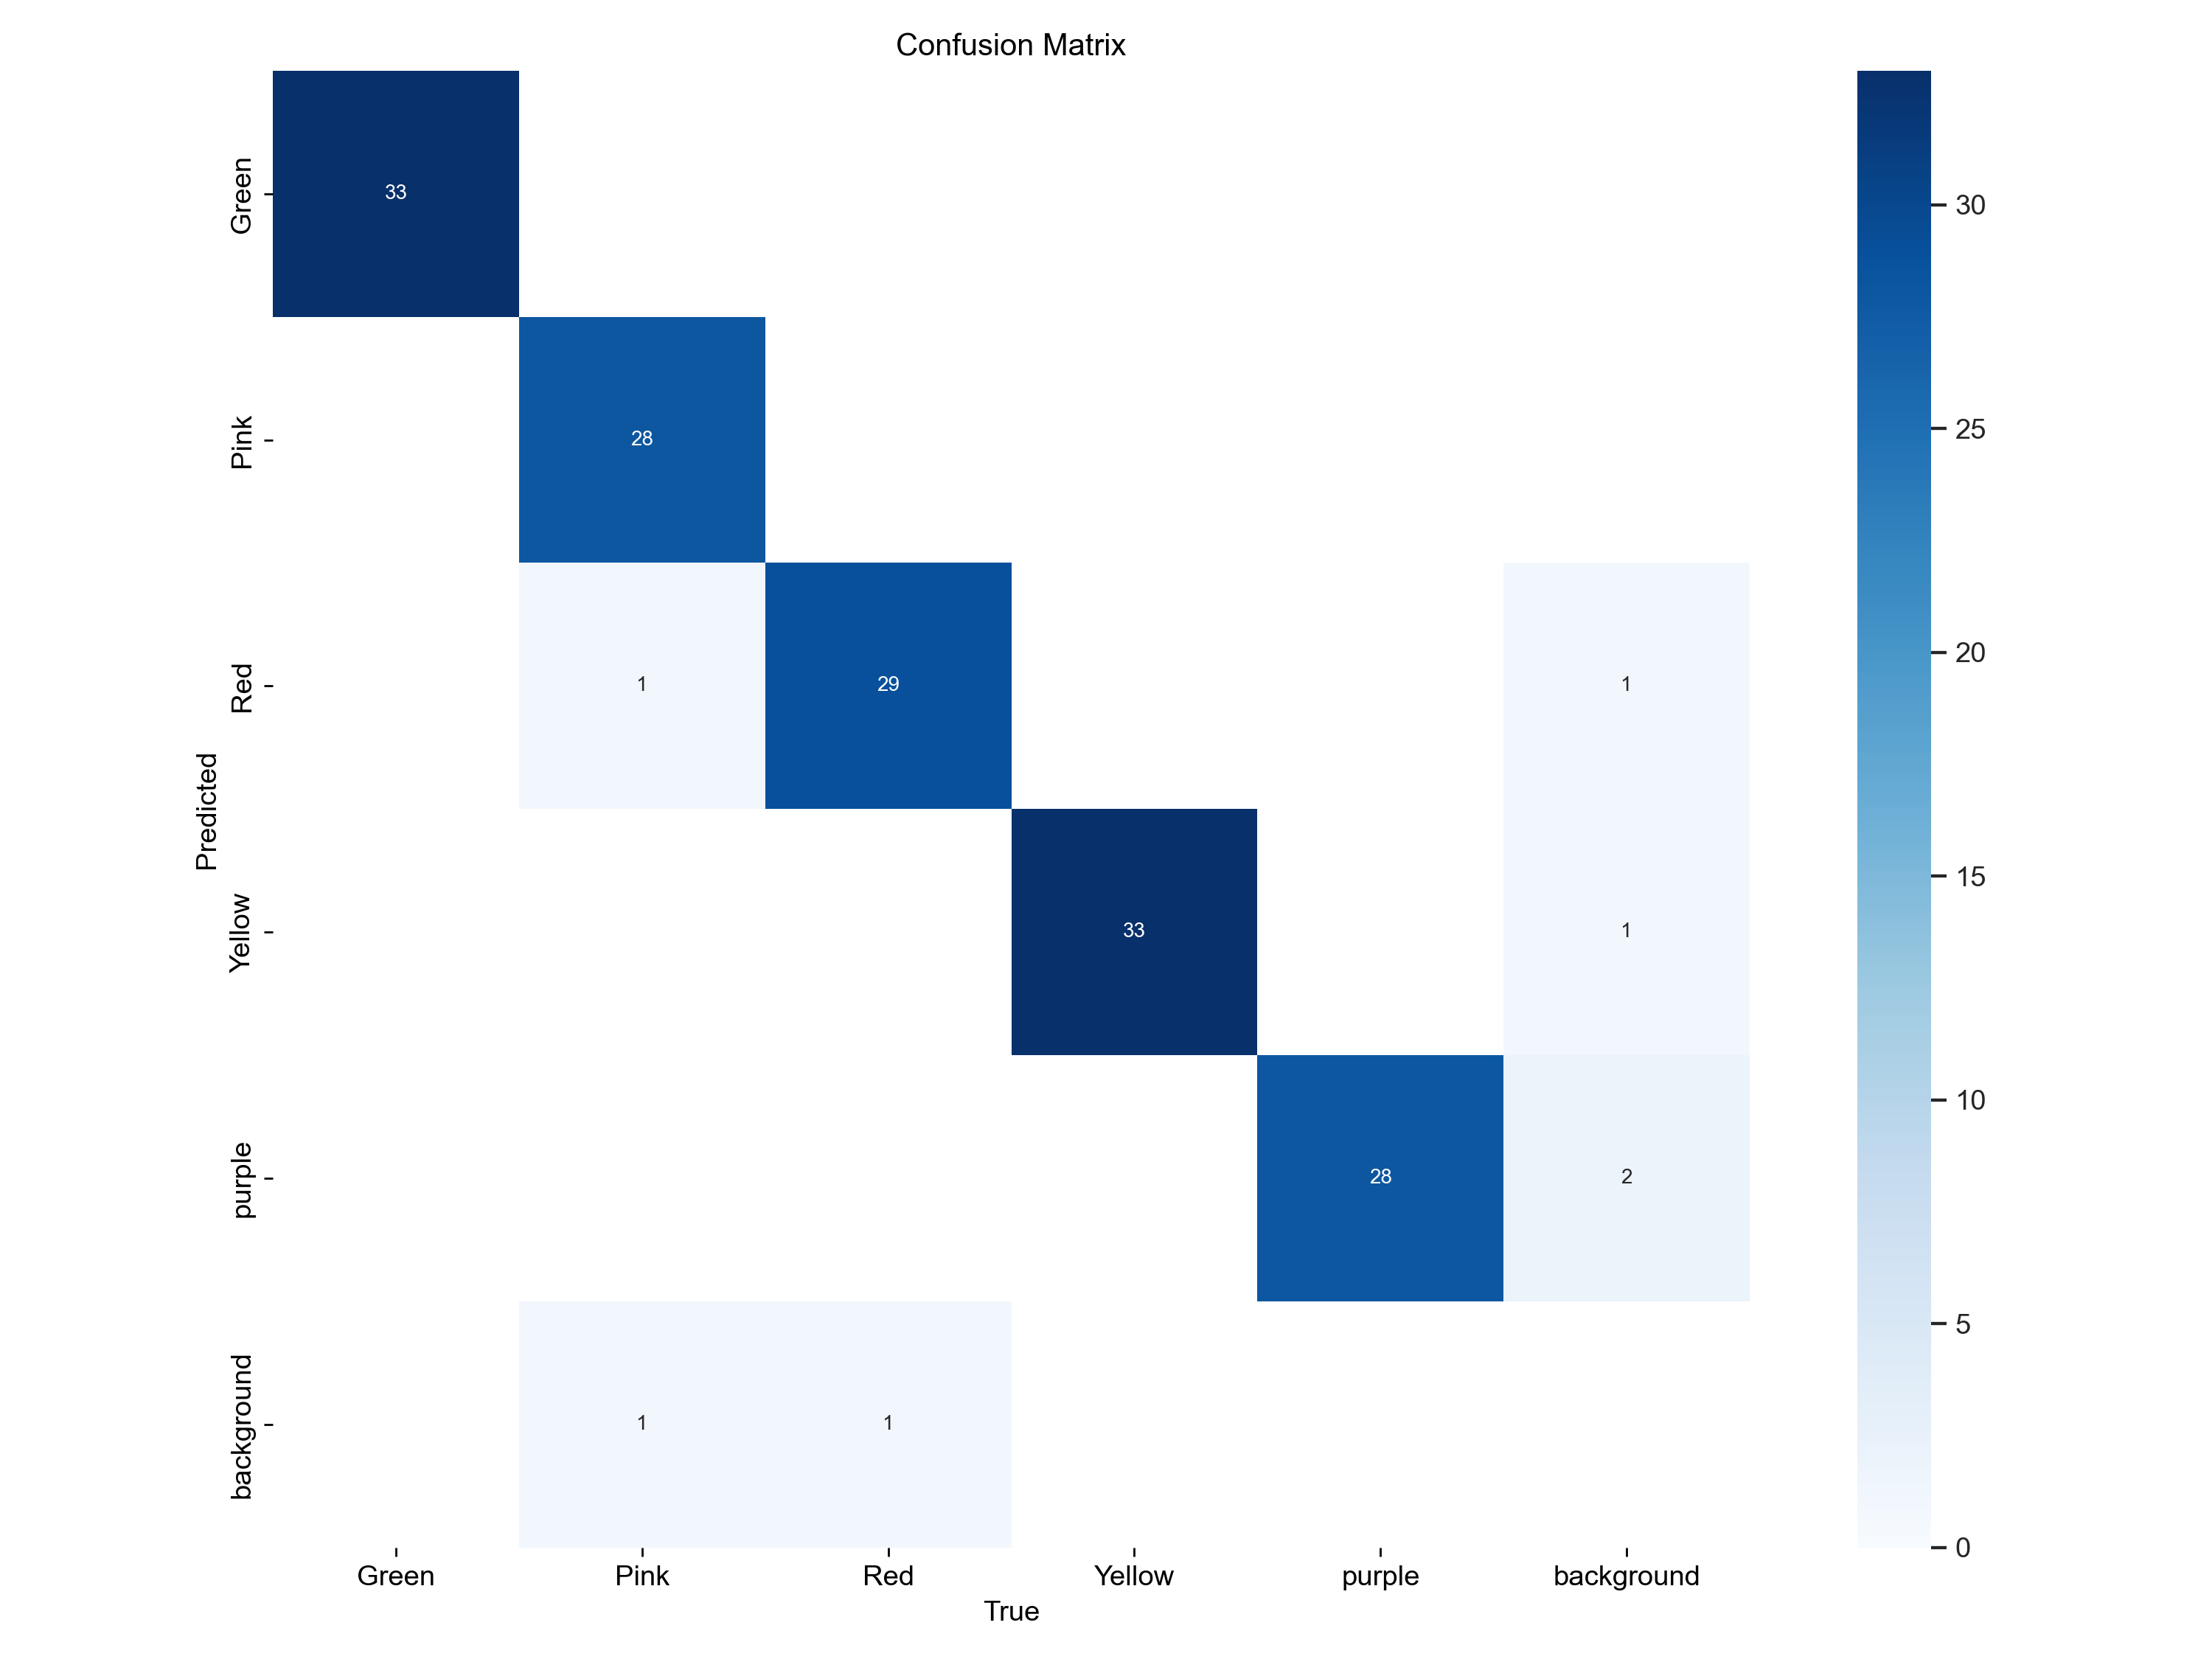 Confusion Matrix
Green
33
30
Pink
28
25
Red
1
29
1
20
Predicted
Yellow
33
1
15
purple
28
2
10
5
background
1
1
0
Green Pink Red Yellow purple background
True